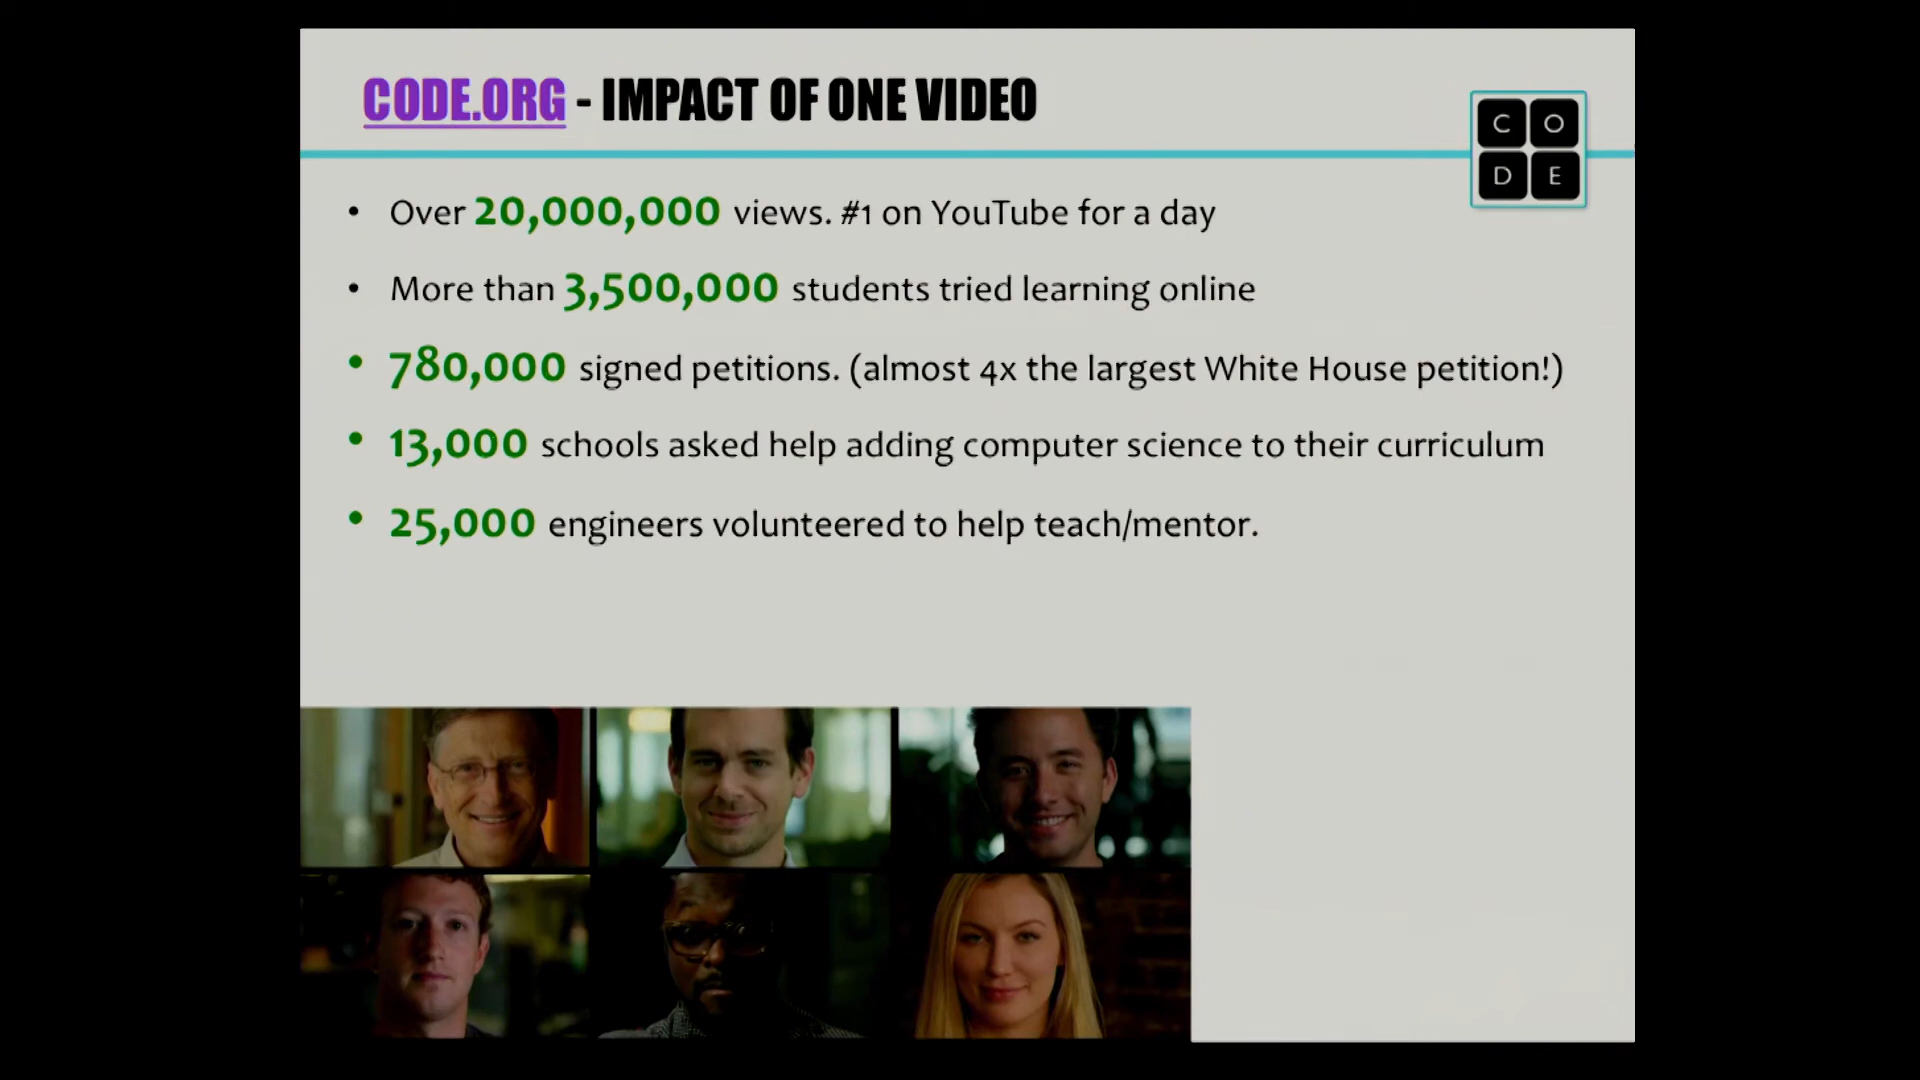 CODE.ORG - IMPACT OF ONE VIDEO
C O
D E
• Over 20,000,000 views. #1 on YouTube for a day
• More than 3,500,000 students tried learning online
• 780,000 signed petitions. (almost 4x the largest White House petition!)
• 13,000 schools asked help adding computer science to their curriculum
• 25,000 engineers volunteered to help teach/mentor.